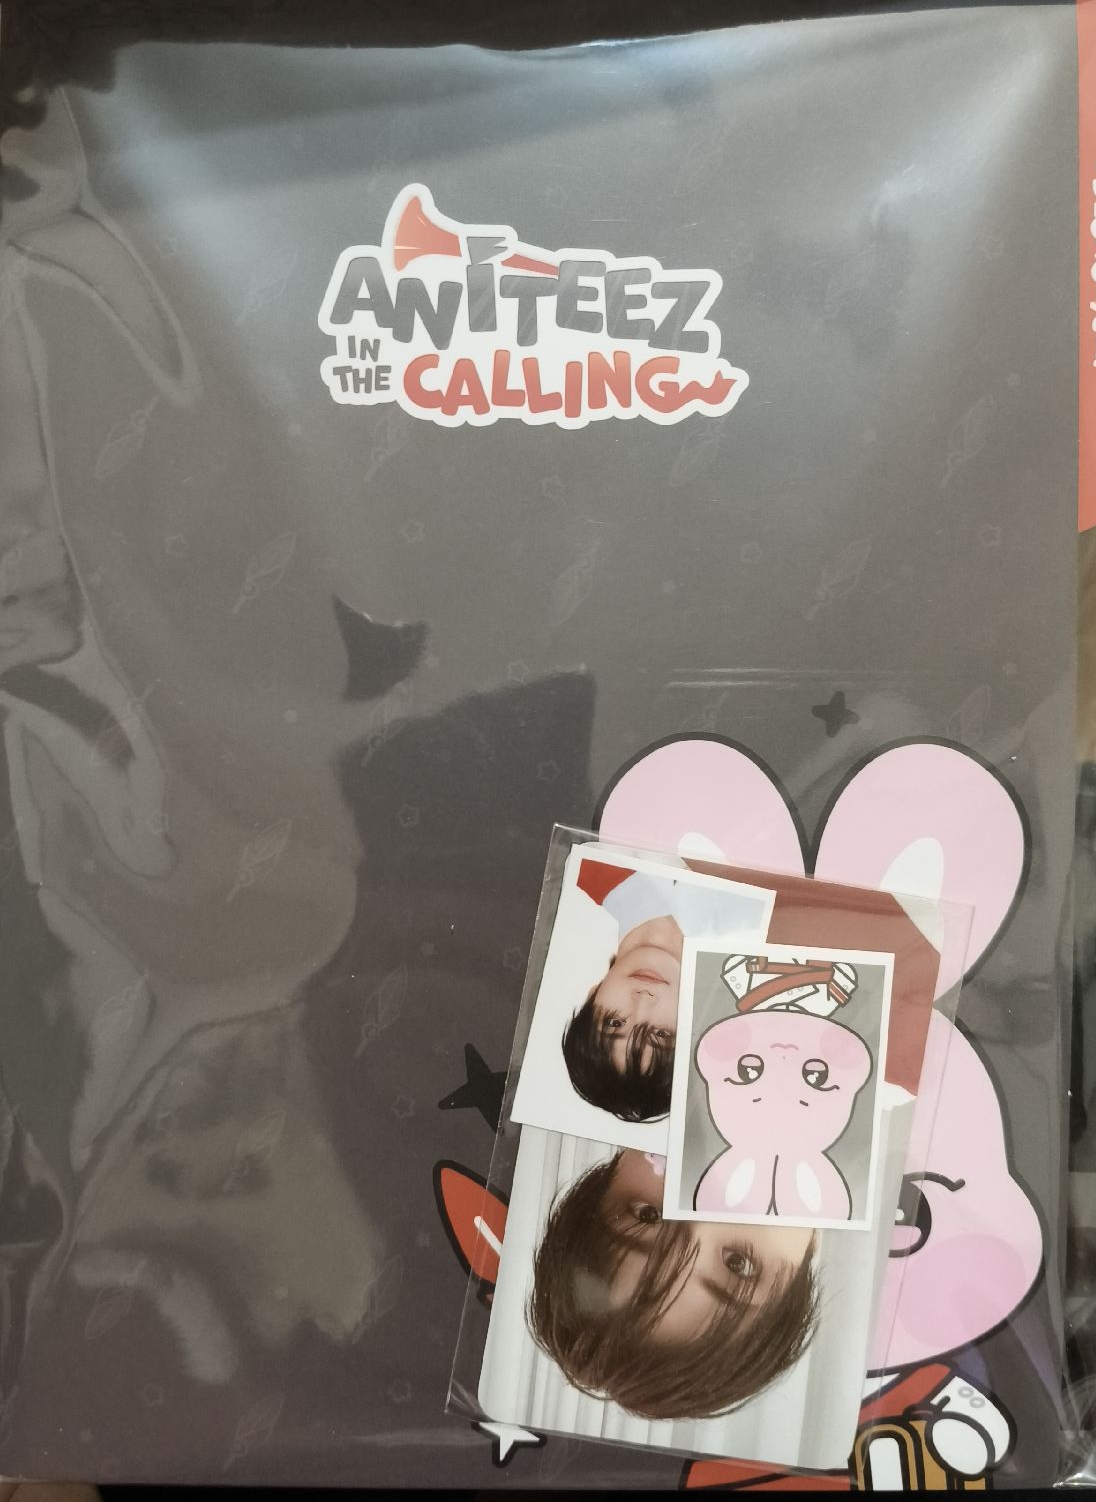 ANITEEZ
IN
THE CALLING